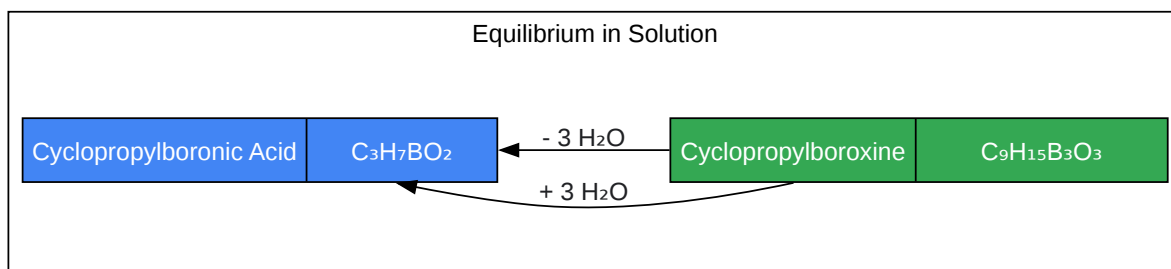 Equilibrium in Solution
Cyclopropylboronic Acid
C₃H₇BO₂
- 3 H₂O
+ 3 H₂O
Cyclopropylboroxine
C₉H₁₅B₃O₃